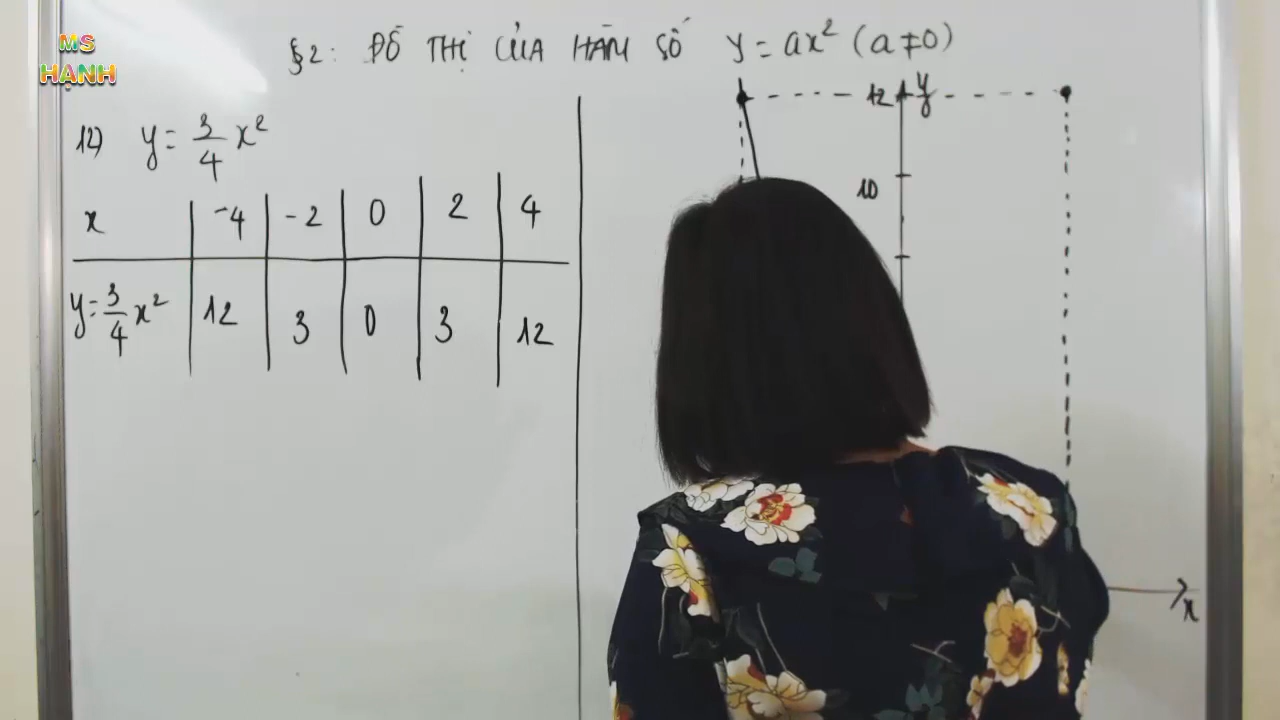 MS
HẠNH
§2: ĐỒ THỊ CỦA HÀM SỐ y = ax² (a ≠ 0)
12) y = 3/4 x²
x | -4 | -2 | 0 | 2 | 4
y = 3/4 x² | 12 | 3 | 0 | 3 | 12
12 y
10
x